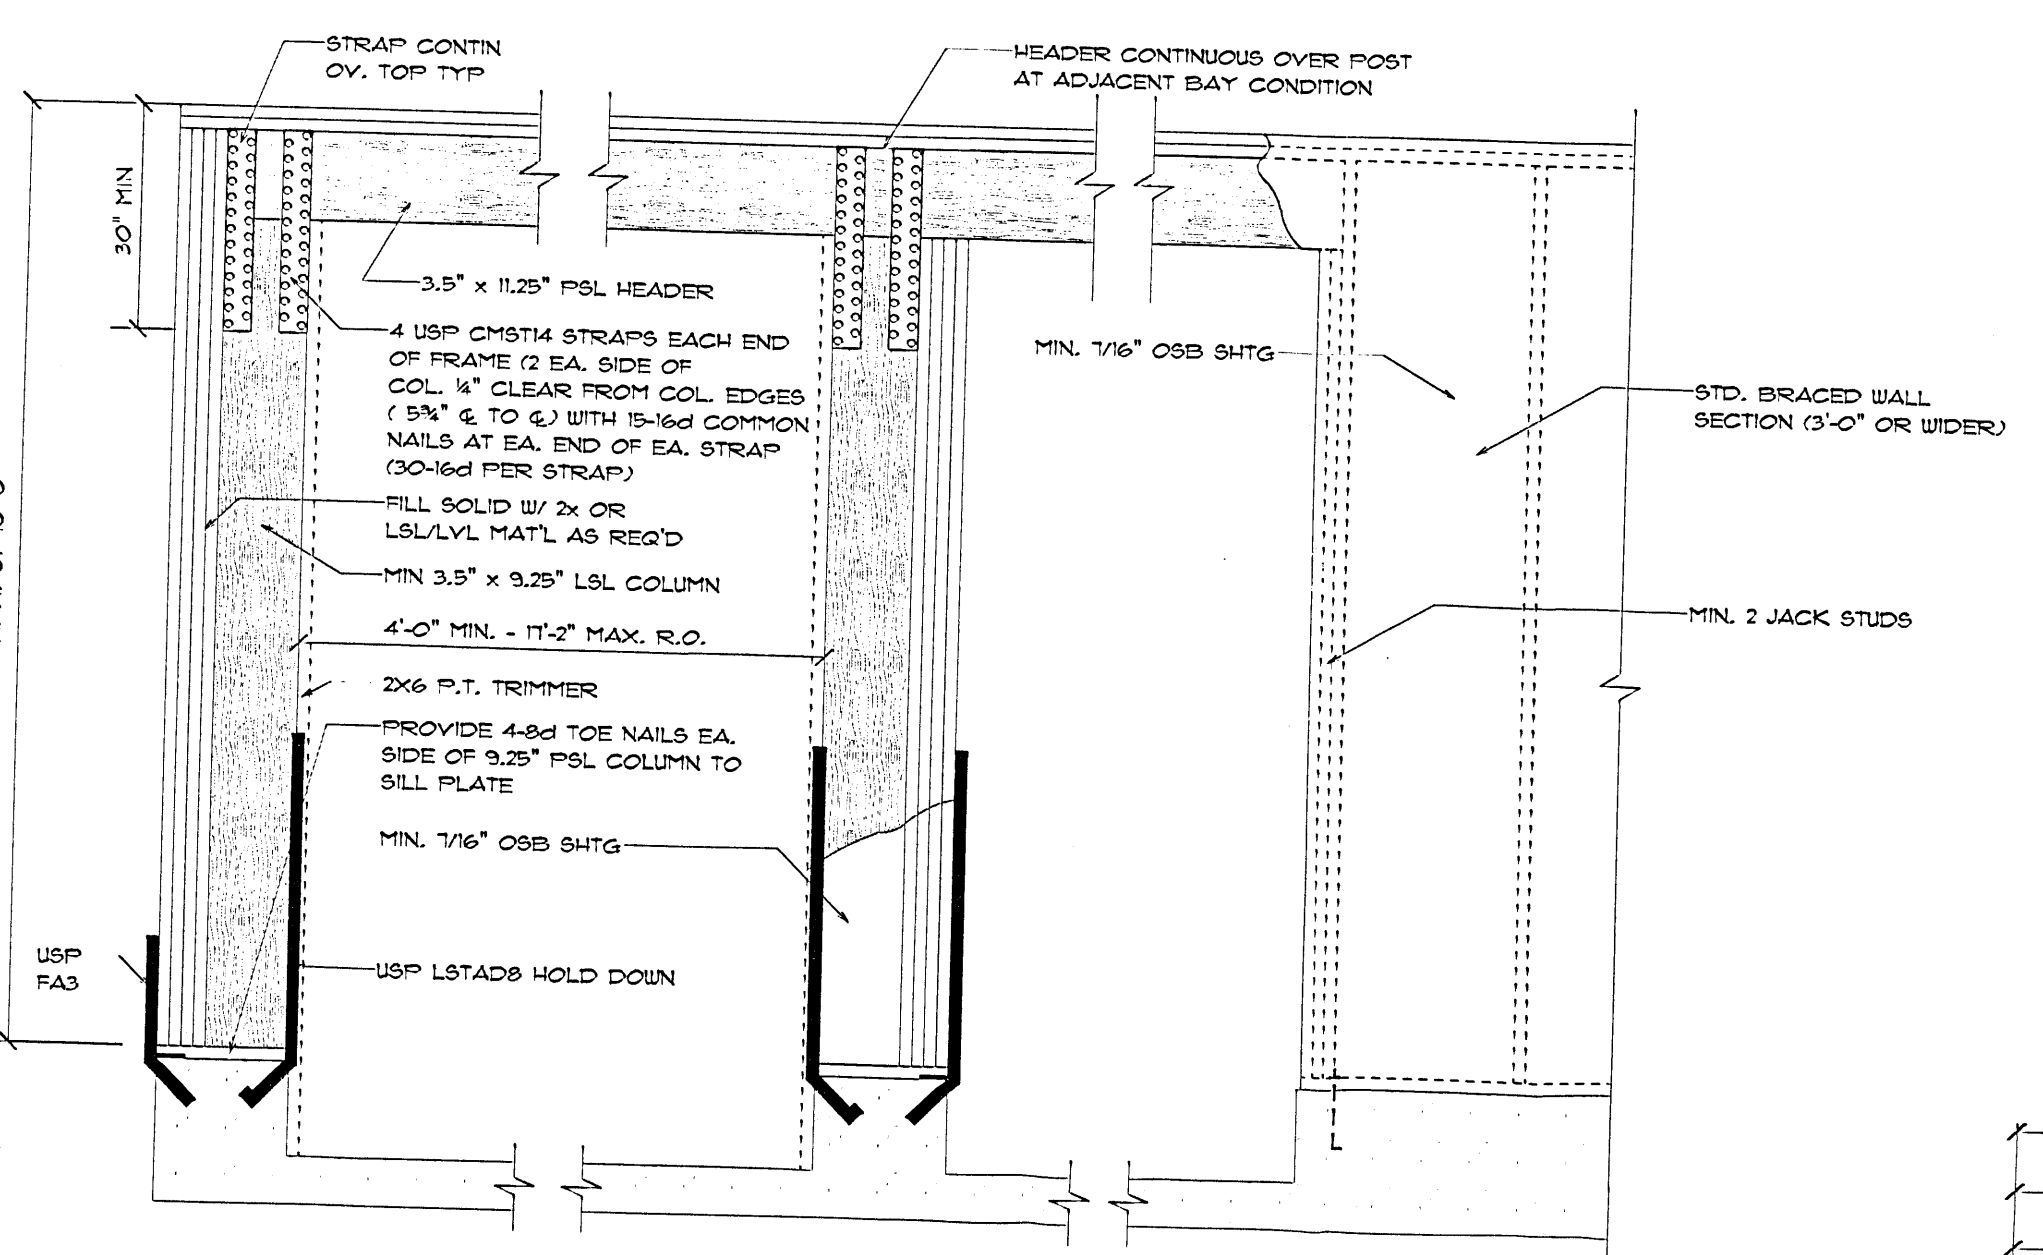 STRAP CONTIN
OV. TOP TYP
HEADER CONTINUOUS OVER POST
AT ADJACENT BAY CONDITION
30" MIN
3.5" x 11.25" PSL HEADER
4 USP CMST14 STRAPS EACH END
OF FRAME (2 EA. SIDE OF
COL. ¼" CLEAR FROM COL. EDGES
( 5¾" ℄ TO ℄) WITH 15-16d COMMON
NAILS AT EA. END OF EA. STRAP
(30-16d PER STRAP)
MIN. 7/16" OSB SHTG
STD. BRACED WALL
SECTION (3'-0" OR WIDER)
FILL SOLID W/ 2x OR
LSL/LVL MAT'L AS REQ'D
MIN 3.5" x 9.25" LSL COLUMN
4'-0" MIN. - 17'-2" MAX. R.O.
MIN. 2 JACK STUDS
2X6 P.T. TRIMMER
PROVIDE 4-8d TOE NAILS EA.
SIDE OF 9.25" PSL COLUMN TO
SILL PLATE
MIN. 7/16" OSB SHTG
USP
FA3
USP LSTAD8 HOLD DOWN